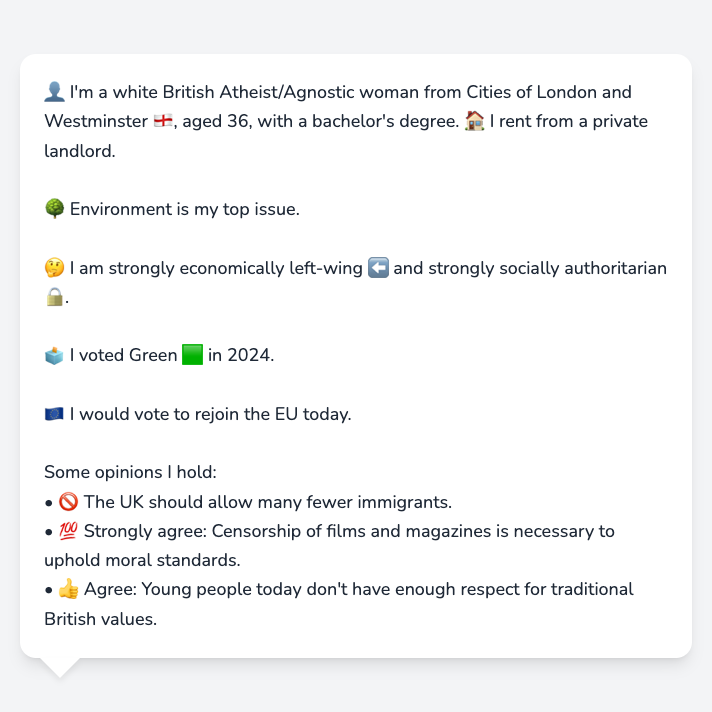 👤 I'm a white British Atheist/Agnostic woman from Cities of London and
Westminster 🏴󠁧󠁢󠁥󠁮󠁧󠁿, aged 36, with a bachelor's degree. 🏠 I rent from a private
landlord.
🌳 Environment is my top issue.
🤔 I am strongly economically left-wing ⬅️ and strongly socially authoritarian
🔒.
🗳️ I voted Green 🟩 in 2024.
🇪🇺 I would vote to rejoin the EU today.
Some opinions I hold:
• 🚫 The UK should allow many fewer immigrants.
• 💯 Strongly agree: Censorship of films and magazines is necessary to
uphold moral standards.
• 👍 Agree: Young people today don't have enough respect for traditional
British values.